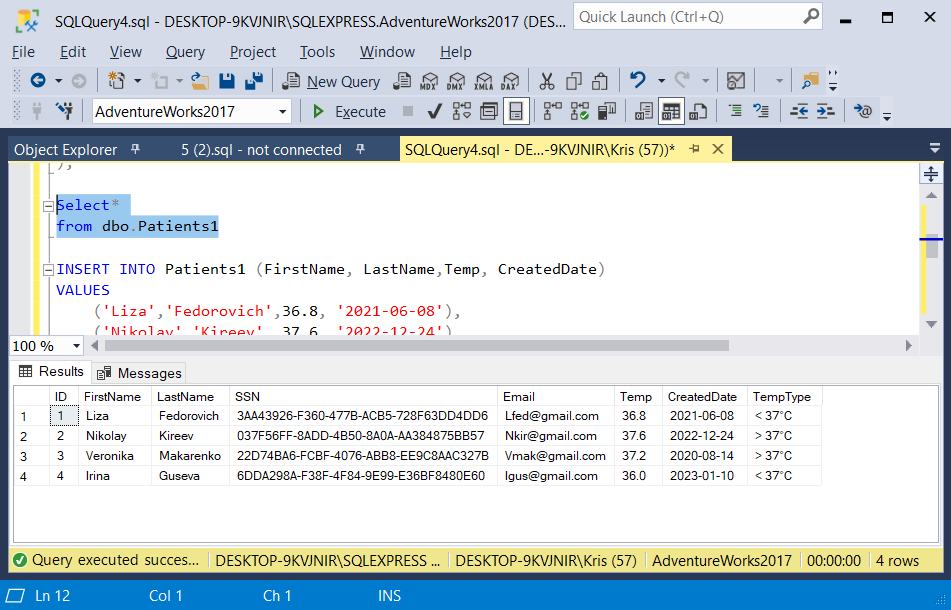 SQLQuery4.sql - DESKTOP-9KVJNIR\SQLEXPRESS.AdventureWorks2017 (DES...
Quick Launch (Ctrl+Q)
File Edit View Query Project Tools Window Help
New Query MDX DMX XMLA DAX
AdventureWorks2017 Execute
Object Explorer 5 (2).sql - not connected SQLQuery4.sql - DE...-9KVJNIR\Kris (57))*
);
Select*
from dbo.Patients1
INSERT INTO Patients1 (FirstName, LastName,Temp, CreatedDate)
VALUES
('Liza','Fedorovich',36.8, '2021-06-08'),
('Nikolay','Kireev', 37.6, '2022-12-24')
100 %
Results Messages
ID FirstName LastName SSN Email Temp CreatedDate TempType
1 1 Liza Fedorovich 3AA43926-F360-477B-ACB5-728F63DD4DD6 Lfed@gmail.com 36.8 2021-06-08 < 37°C
2 2 Nikolay Kireev 037F56FF-8ADD-4B50-8A0A-AA384875BB57 Nkir@gmail.com 37.6 2022-12-24 > 37°C
3 3 Veronika Makarenko 22D74BA6-FCBF-4076-ABB8-EE9C8AAC327B Vmak@gmail.com 37.2 2020-08-14 > 37°C
4 4 Irina Guseva 6DDA298A-F38F-4F84-9E99-E36BF8480E60 Igus@gmail.com 36.0 2023-01-10 < 37°C
Query executed succes... DESKTOP-9KVJNIR\SQLEXPRESS ... DESKTOP-9KVJNIR\Kris (57) AdventureWorks2017 00:00:00 4 rows
Ln 12 Col 1 Ch 1 INS